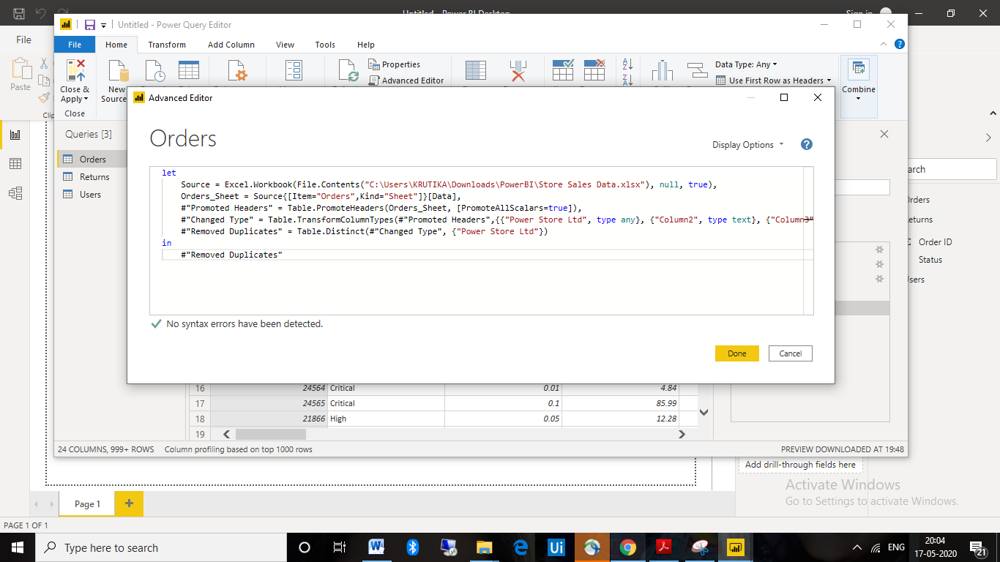 Untitled - Power BI Desktop
Sign in
Untitled - Power Query Editor
File
File
Home
Transform
Add Column
View
Tools
Help
Paste
Close &
Apply
Close
New
Source
Properties
Advanced Editor
Data Type: Any
Use First Row as Headers
Combine
Queries [3]
Orders
Returns
Users
Advanced Editor
Orders
Display Options
?
let
Source = Excel.Workbook(File.Contents("C:\Users\KRUTIKA\Downloads\PowerBI\Store Sales Data.xlsx"), null, true),
Orders_Sheet = Source{[Item="Orders",Kind="Sheet"]}[Data],
#"Promoted Headers" = Table.PromoteHeaders(Orders_Sheet, [PromoteAllScalars=true]),
#"Changed Type" = Table.TransformColumnTypes(#"Promoted Headers",{{"Power Store Ltd", type any}, {"Column2", type text}, {"Column3"
#"Removed Duplicates" = Table.Distinct(#"Changed Type", {"Power Store Ltd"})
in
#"Removed Duplicates"
No syntax errors have been detected.
Done
Cancel
16 24564 Critical 0.01 4.84
17 24565 Critical 0.1 85.99
18 21866 High 0.05 12.28
19
24 COLUMNS, 999+ ROWS
Column profiling based on top 1000 rows
PREVIEW DOWNLOADED AT 19:48
arch
Orders
eturns
Order ID
Status
Users
Add drill-through fields here
Activate Windows
Go to Settings to activate Windows.
Page 1
PAGE 1 OF 1
Type here to search
ENG
20:04
17-05-2020
21